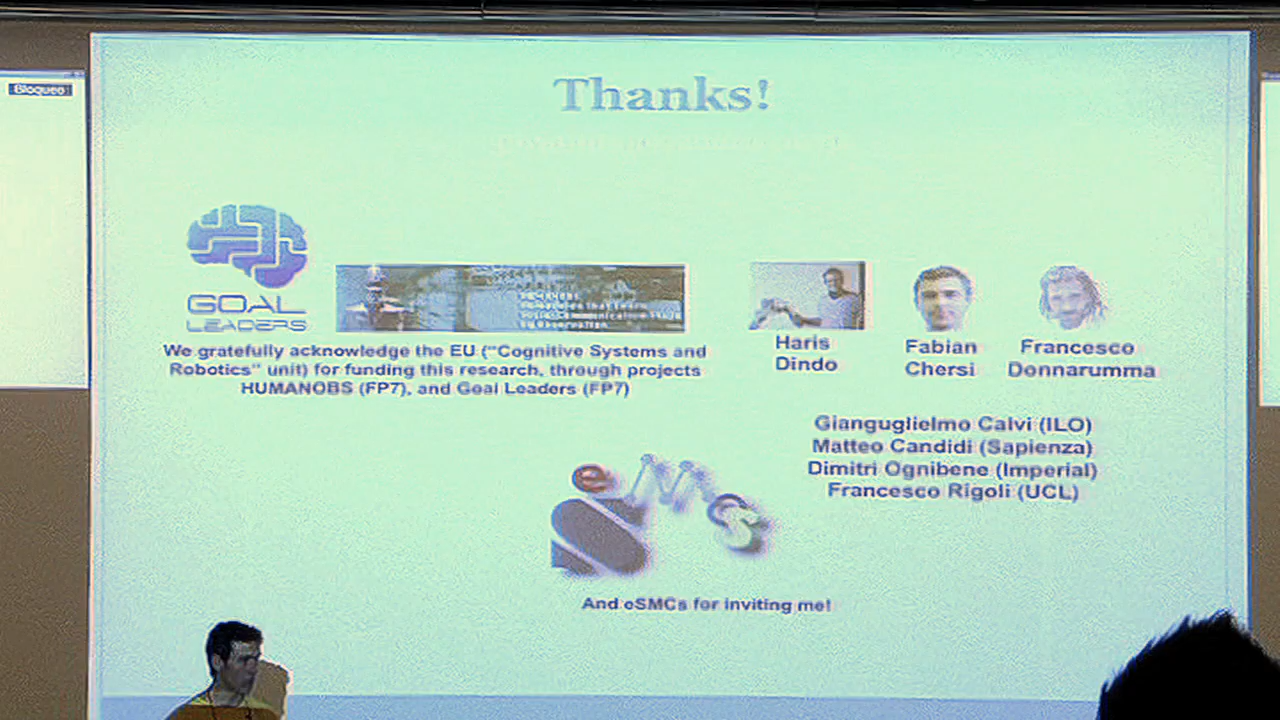 Bloqueo
Thanks!
GOAL
LEADERS
We gratefully acknowledge the EU ("Cognitive Systems and
Robotics" unit) for funding this research, through projects
HUMANOBS (FP7), and Goal Leaders (FP7)
Haris
Dindo
Fabian
Chersi
Francesco
Donnarumma
Gianguglielmo Calvi (ILO)
Matteo Candidi (Sapienza)
Dimitri Ognibene (Imperial)
Francesco Rigoli (UCL)
eSMCs
And eSMCs for inviting me!